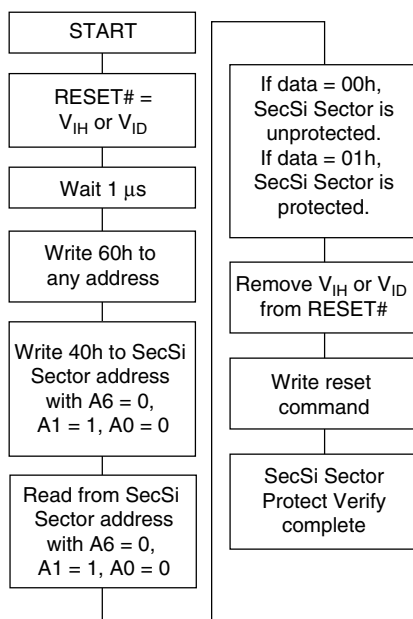 START
RESET# =
V_IH or V_ID
Wait 1 μs
Write 60h to
any address
Write 40h to SecSi
Sector address
with A6 = 0,
A1 = 1, A0 = 0
Read from SecSi
Sector address
with A6 = 0,
A1 = 1, A0 = 0
If data = 00h,
SecSi Sector is
unprotected.
If data = 01h,
SecSi Sector is
protected.
Remove V_IH or V_ID
from RESET#
Write reset
command
SecSi Sector
Protect Verify
complete